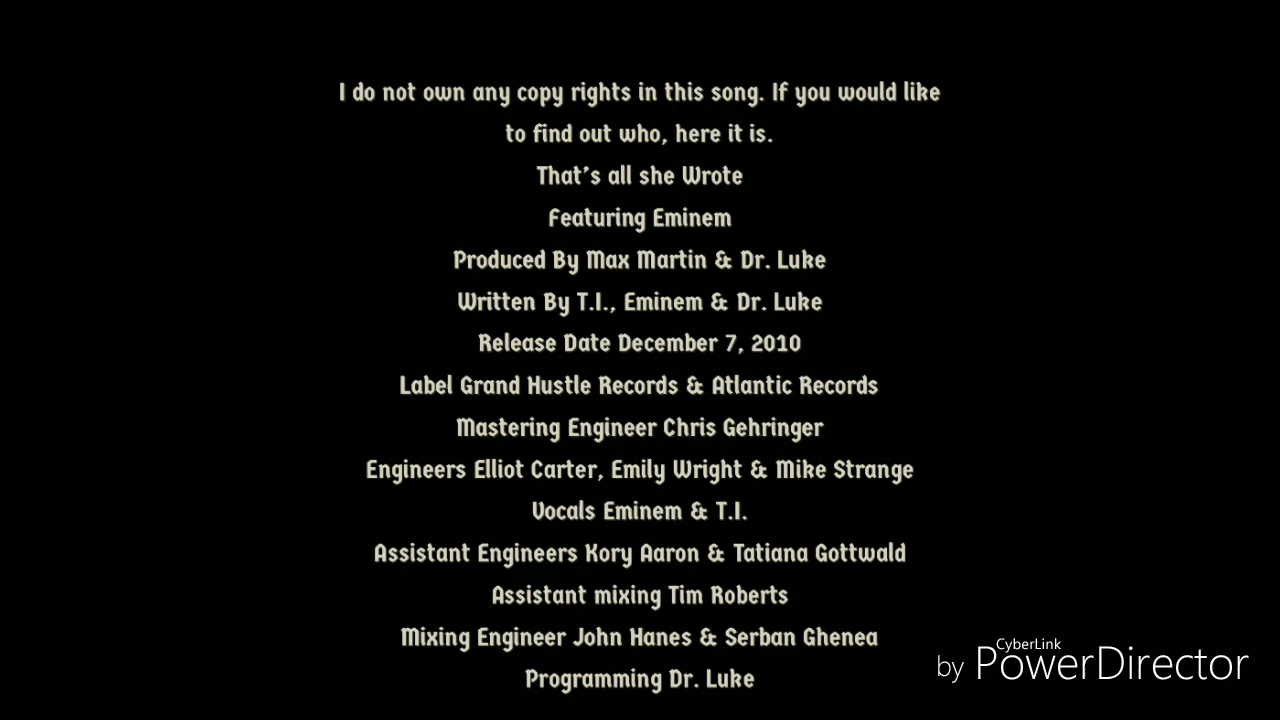 I do not own any copy rights in this song. If you would like
to find out who, here it is.
That's all she Wrote
Featuring Eminem
Produced By Max Martin & Dr. Luke
Written By T.I., Eminem & Dr. Luke
Release Date December 7, 2010
Label Grand Hustle Records & Atlantic Records
Mastering Engineer Chris Gehringer
Engineers Elliot Carter, Emily Wright & Mike Strange
Vocals Eminem & T.I.
Assistant Engineers Kory Aaron & Tatiana Gottwald
Assistant mixing Tim Roberts
Mixing Engineer John Hanes & Serban Ghenea
Programming Dr. Luke
CyberLink
by PowerDirector